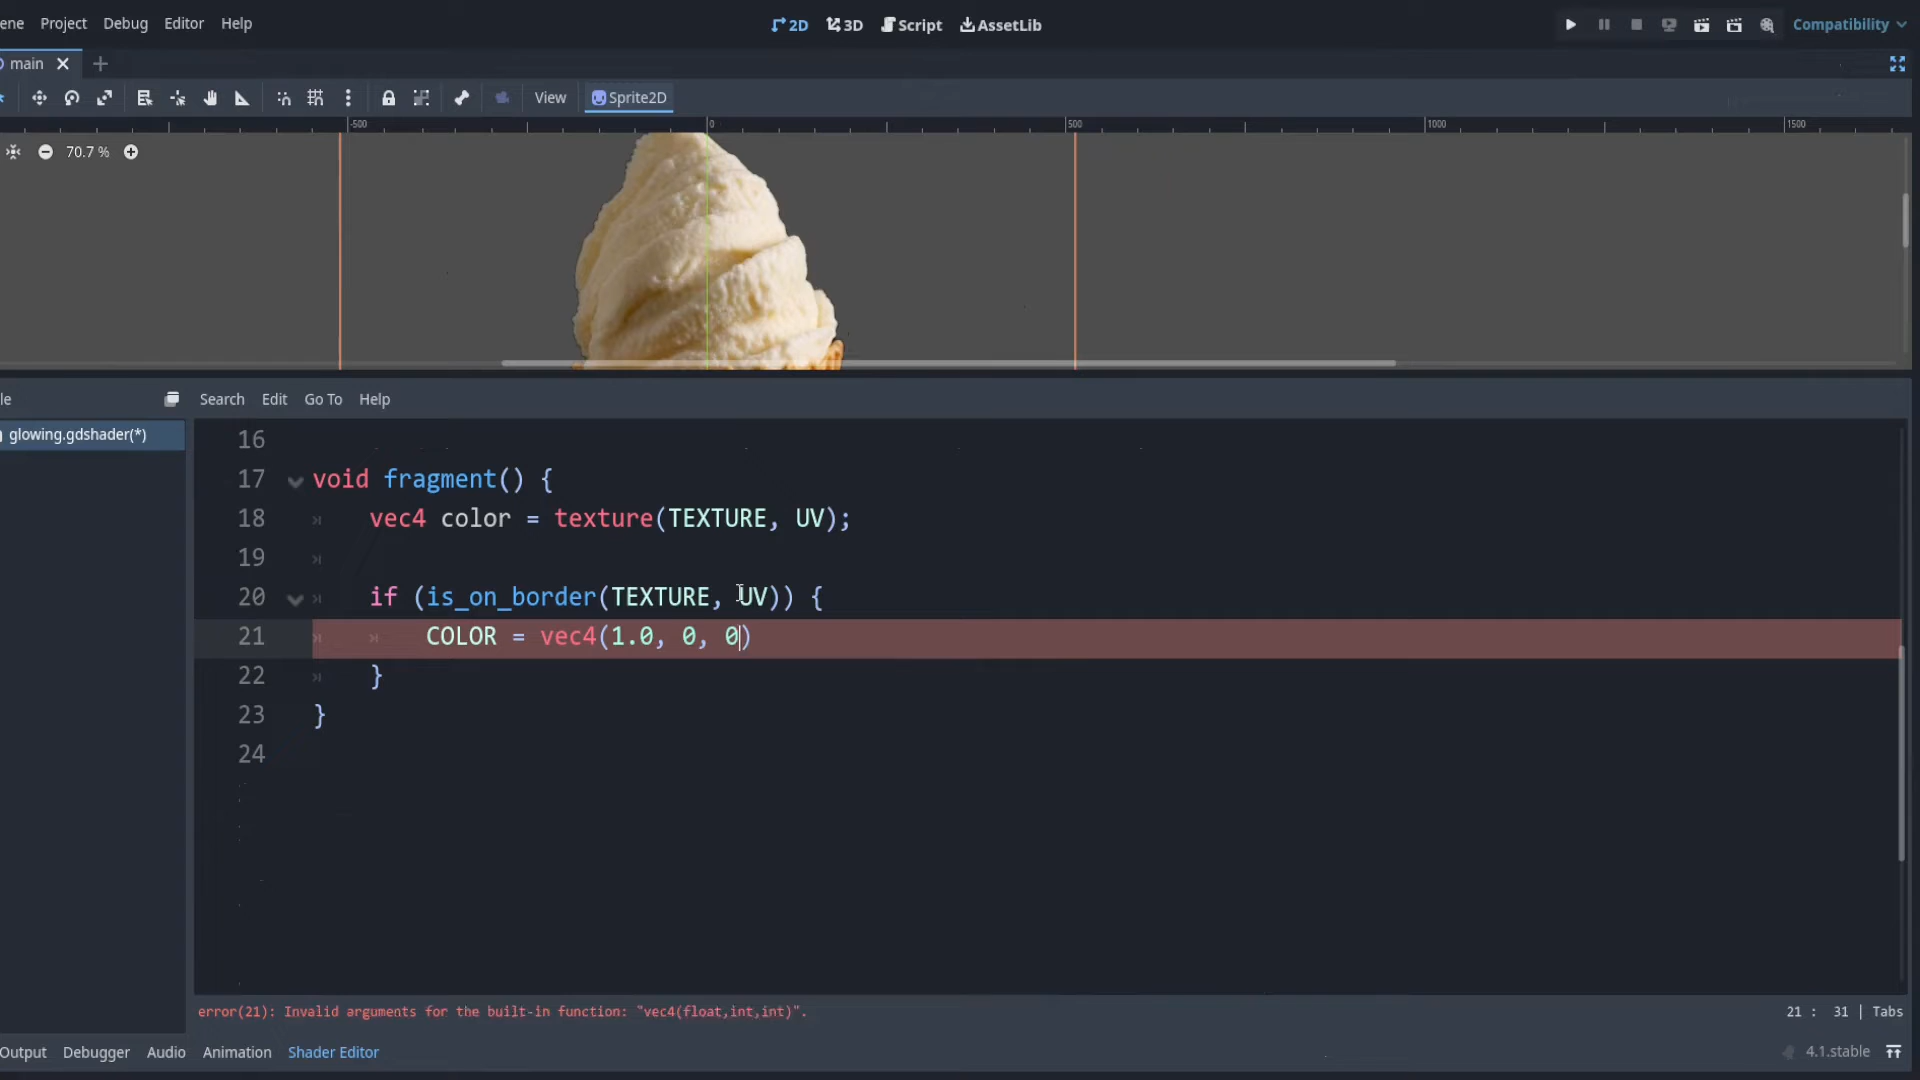 ene Project Debug Editor Help 2D 3D Script AssetLib Compatibility
main
View Sprite2D
-500 0 500 1000 1500
70.7 %
le Search Edit Go To Help
glowing.gdshader(*)
16
17 void fragment() {
18 vec4 color = texture(TEXTURE, UV);
19
20 if (is_on_border(TEXTURE, UV)) {
21 COLOR = vec4(1.0, 0, 0)
22 }
23 }
24
error(21): Invalid arguments for the built-in function: "vec4(float,int,int)". 21 : 31 | Tabs
Output Debugger Audio Animation Shader Editor 4.1.stable